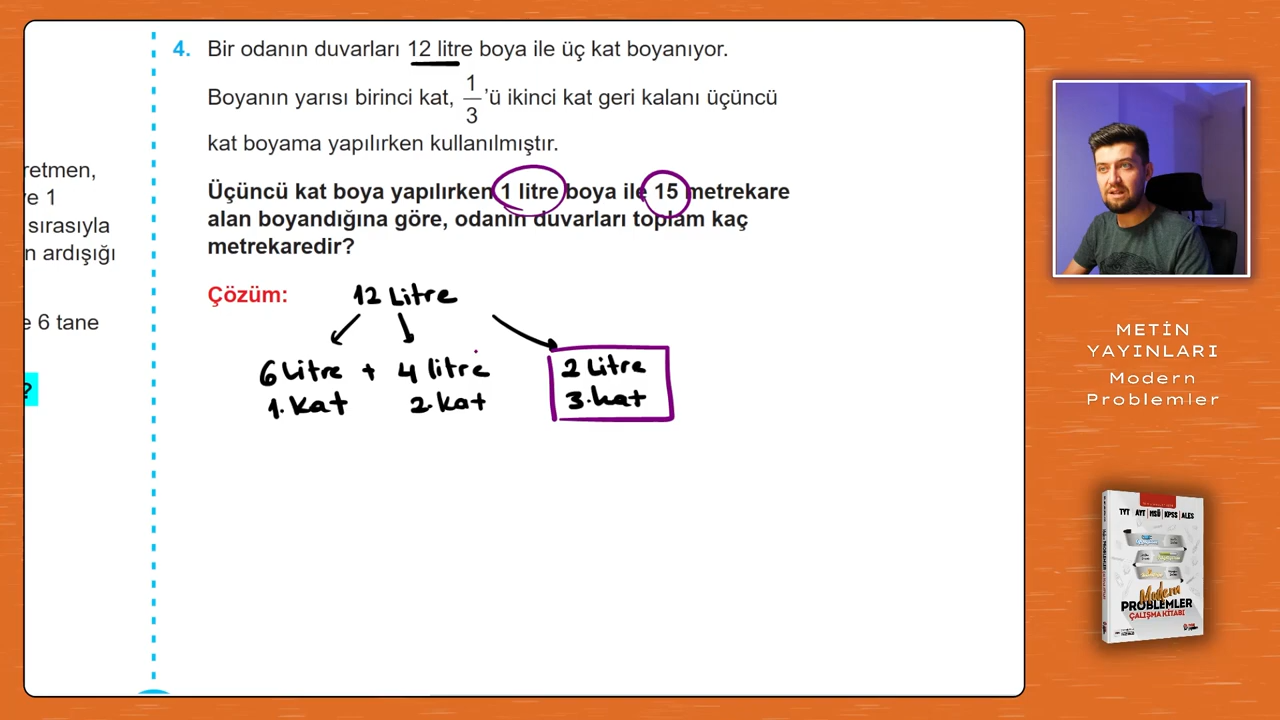 4. Bir odanın duvarları 12 litre boya ile üç kat boyanıyor.
Boyanın yarısı birinci kat, 1/3 'ü ikinci kat geri kalanı üçüncü
kat boyama yapılırken kullanılmıştır.
Üçüncü kat boya yapılırken 1 litre boya ile 15 metrekare
alan boyandığına göre, odanın duvarları toplam kaç
metrekaredir?
Çözüm:
12 Litre
6 Litre + 4 litre 2 Litre
1. Kat 2. kat 3. kat
retmen,
e 1
sırasıyla
n ardışığı
e 6 tane
?
METİN
YAYINLARI
Modern
Problemler
TYT AYT MSÜ KPSS ALES
Modern
PROBLEMLER
ÇALIŞMA KİTABI